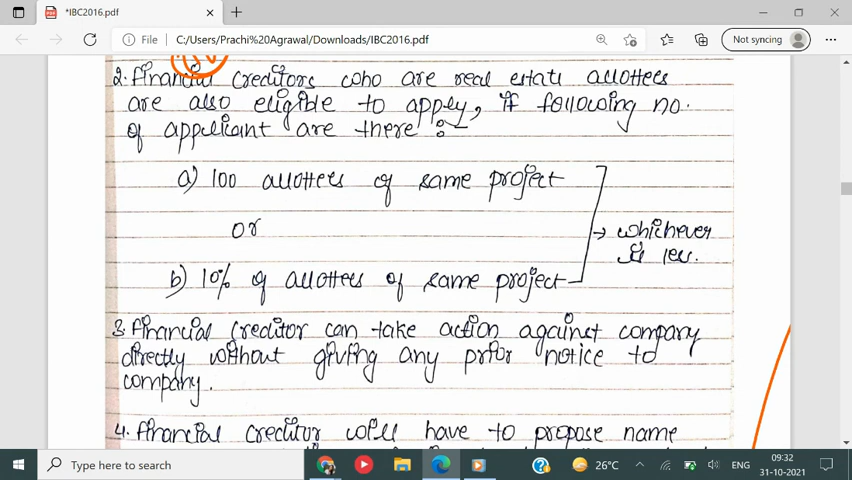 *IBC2016.pdf
File
C:/Users/Prachi%20Agrawal/Downloads/IBC2016.pdf
Not syncing
2. Financial Creditors who are real estate allottees
are also eligible to apply, if following no.
of applicant are there :-
a) 100 allottees of same project
or
→ whichever
is less.
b) 10% of allottees of same project
3. Financial Creditor can take action against company
directly without giving any prior notice to
company.
4. Financial creditor will have to propose name
Type here to search
26°C
ENG
09:32
31-10-2021